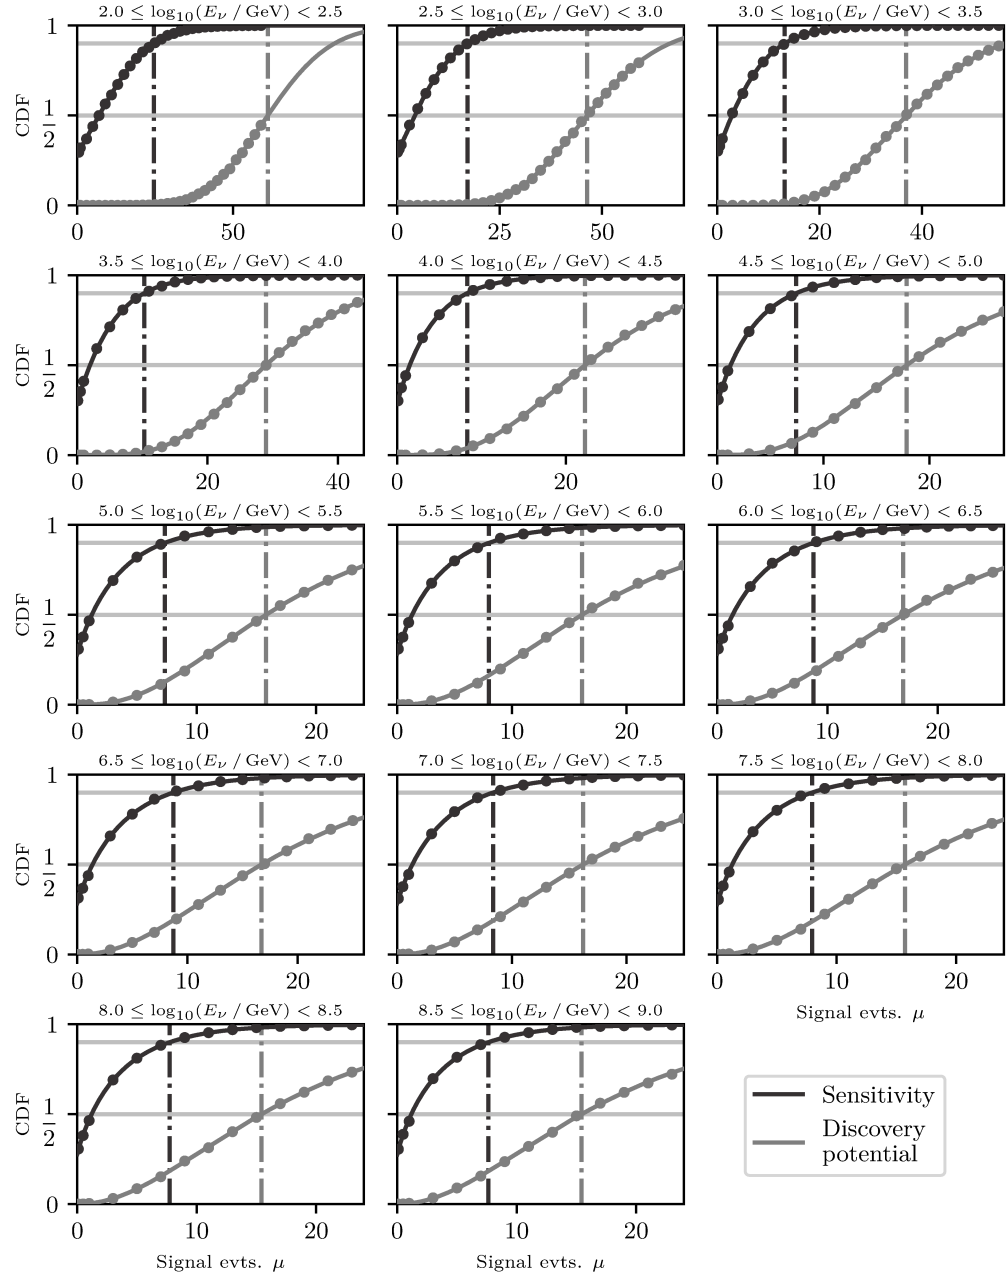 2.0 ≤ log₁₀(Eν / GeV) < 2.5
2.5 ≤ log₁₀(Eν / GeV) < 3.0
3.0 ≤ log₁₀(Eν / GeV) < 3.5
CDF
1
1/2
0
0 50
0 25 50
0 20 40
3.5 ≤ log₁₀(Eν / GeV) < 4.0
4.0 ≤ log₁₀(Eν / GeV) < 4.5
4.5 ≤ log₁₀(Eν / GeV) < 5.0
CDF
1
1/2
0
0 20 40
0 20
0 10 20
5.0 ≤ log₁₀(Eν / GeV) < 5.5
5.5 ≤ log₁₀(Eν / GeV) < 6.0
6.0 ≤ log₁₀(Eν / GeV) < 6.5
CDF
1
1/2
0
0 10 20
0 10 20
0 10 20
6.5 ≤ log₁₀(Eν / GeV) < 7.0
7.0 ≤ log₁₀(Eν / GeV) < 7.5
7.5 ≤ log₁₀(Eν / GeV) < 8.0
CDF
1
1/2
0
0 10 20
0 10 20
0 10 20
Signal evts. μ
8.0 ≤ log₁₀(Eν / GeV) < 8.5
8.5 ≤ log₁₀(Eν / GeV) < 9.0
CDF
1
1/2
0
0 10 20
0 10 20
Signal evts. μ
Signal evts. μ
Sensitivity
Discovery
potential